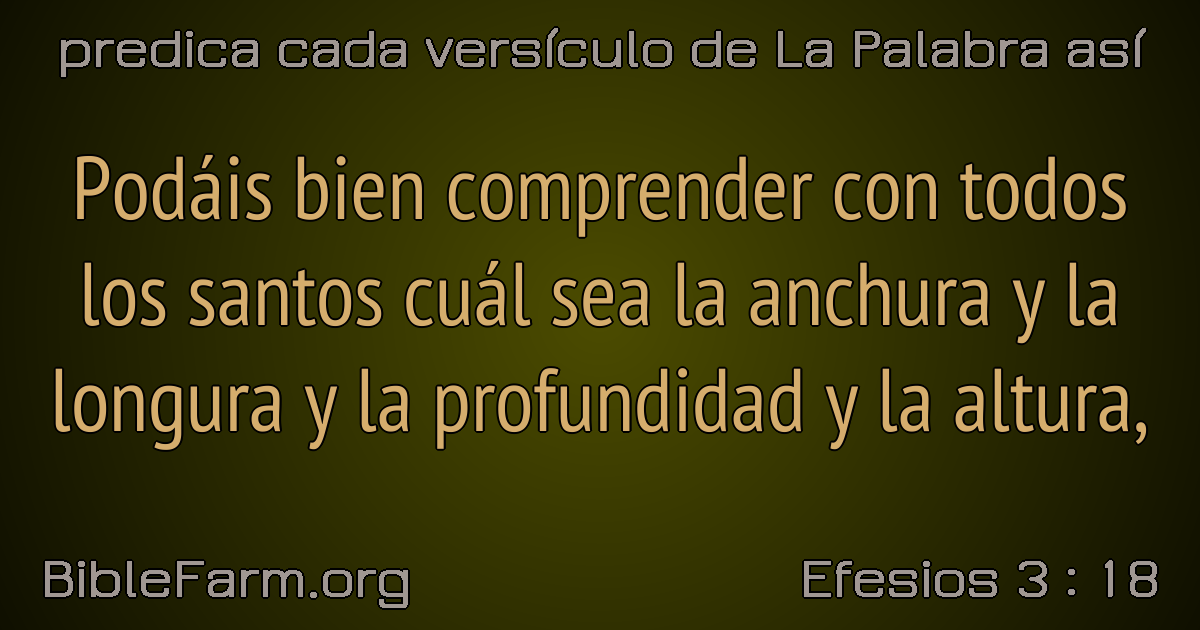 predica cada versículo de La Palabra así
Podáis bien comprender con todos
los santos cuál sea la anchura y la
longura y la profundidad y la altura,
BibleFarm.org
Efesios 3 : 18